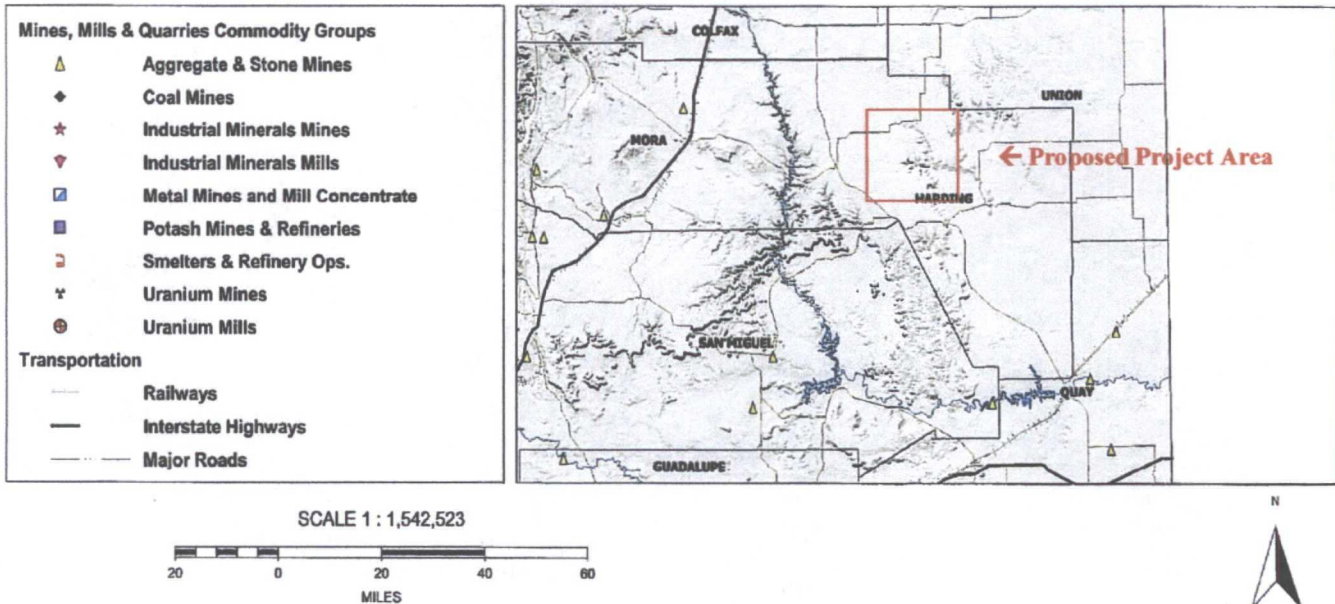 Mines, Mills & Quarries Commodity Groups
Aggregate & Stone Mines
Coal Mines
Industrial Minerals Mines
Industrial Minerals Mills
Metal Mines and Mill Concentrate
Potash Mines & Refineries
Smelters & Refinery Ops.
Uranium Mines
Uranium Mills
Transportation
Railways
Interstate Highways
Major Roads
COLFAX
UNION
MORA
← Proposed Project Area
HARDING
SAN MIGUEL
QUAY
GUADALUPE
SCALE 1 : 1,542,523
20 0 20 40 60
MILES
N